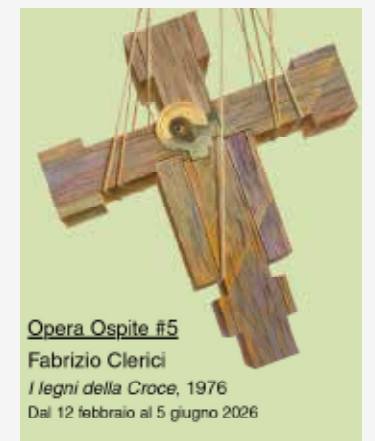 Opera Ospite #5
Fabrizio Clerici
I legni della Croce, 1976
Dal 12 febbraio al 5 giugno 2026